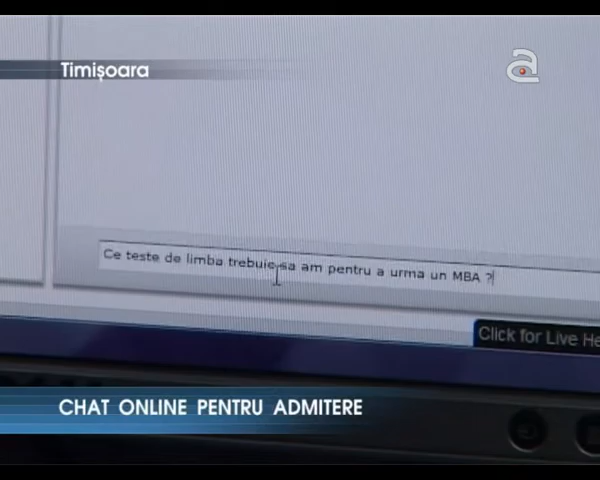 Timișoara
a
Ce teste de limba trebuie sa am pentru a urma un MBA ?
Click for Live He
CHAT ONLINE PENTRU ADMITERE